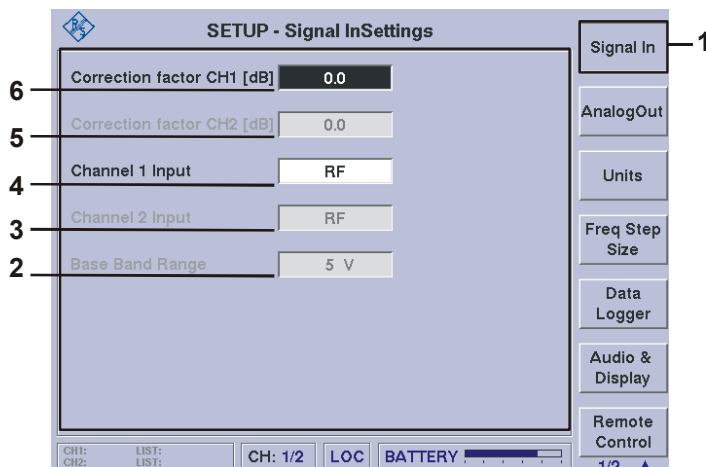 R&S
SETUP - Signal InSettings
Signal In
1
Correction factor CH1 [dB]
0.0
6
AnalogOut
Correction factor CH2 [dB]
0.0
5
Channel 1 Input
RF
Units
4
Channel 2 Input
RF
Freq Step
Size
3
Base Band Range
5 V
2
Data
Logger
Audio &
Display
Remote
Control
CH1: LIST:
CH2: LIST:
CH: 1/2
LOC
BATTERY
1/2